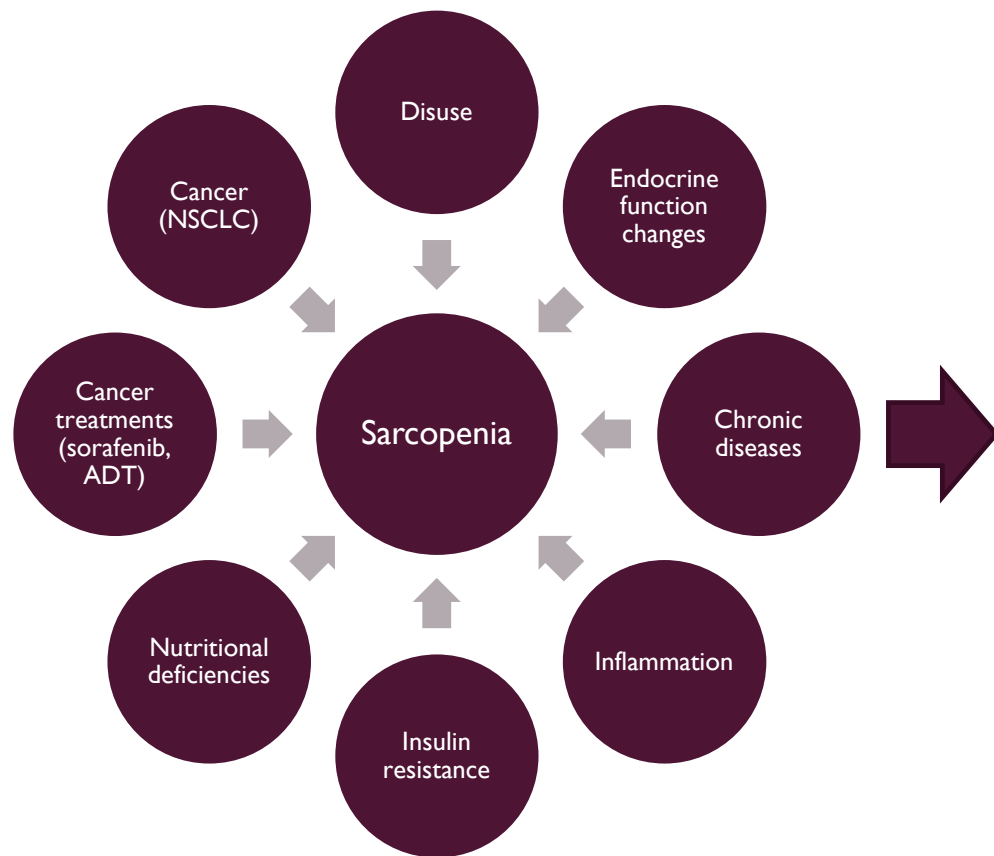 Disuse
Endocrine
function
changes
Cancer
(NSCLC)
Cancer
treatments
(sorafenib,
ADT)
Sarcopenia
Chronic
diseases
Nutritional
deficiencies
Inflammation
Insulin
resistance